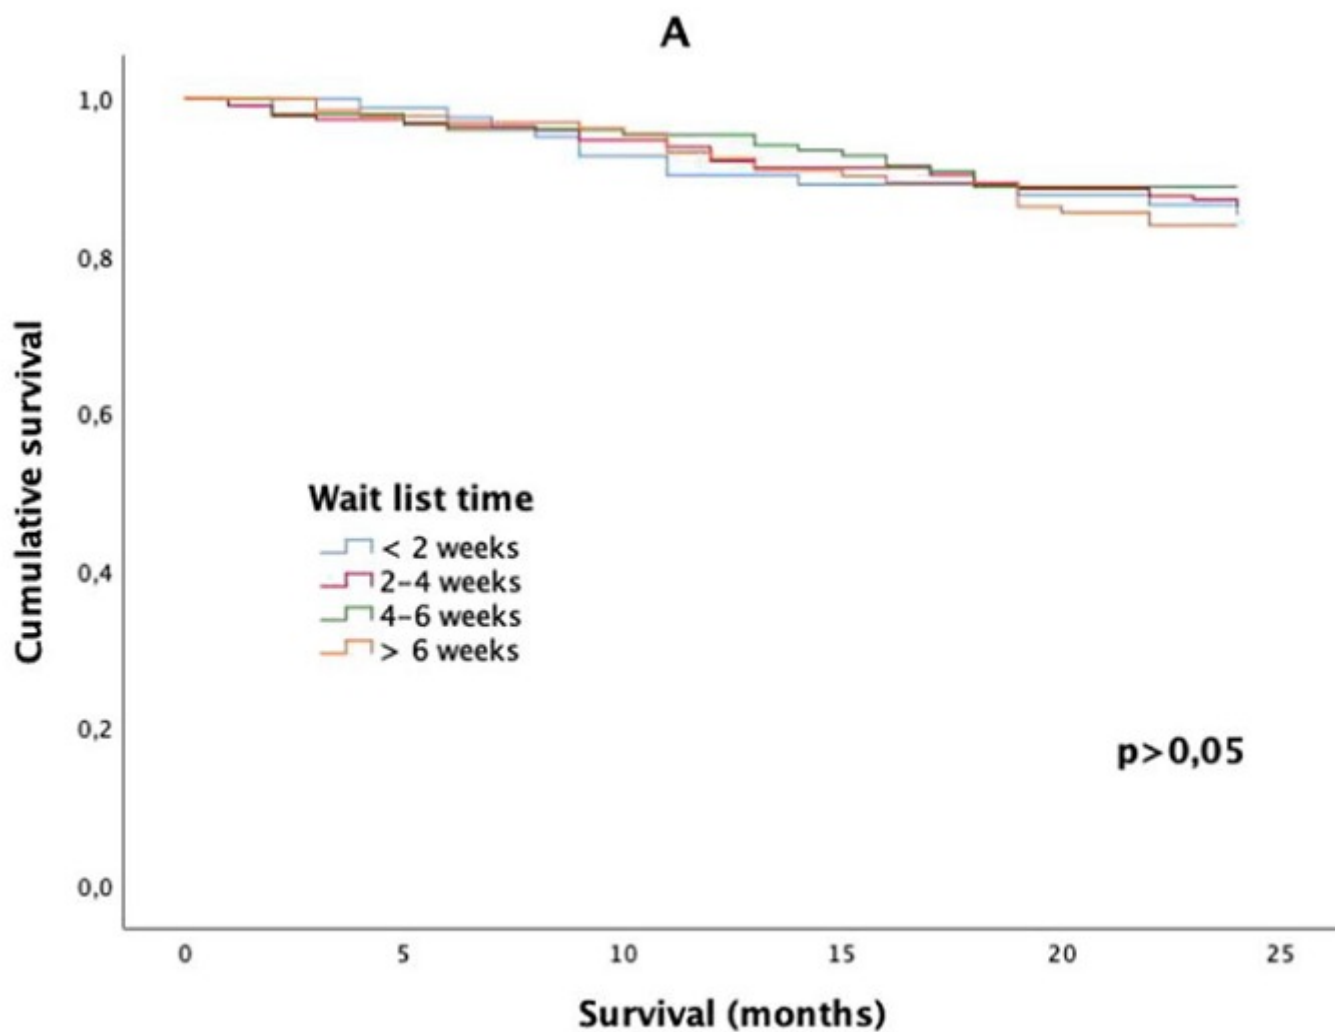 A
1,0
0,8
0,6
0,4
0,2
0,0
Cumulative survival
Wait list time
< 2 weeks
2-4 weeks
4-6 weeks
> 6 weeks
p>0,05
0 5 10 15 20 25
Survival (months)